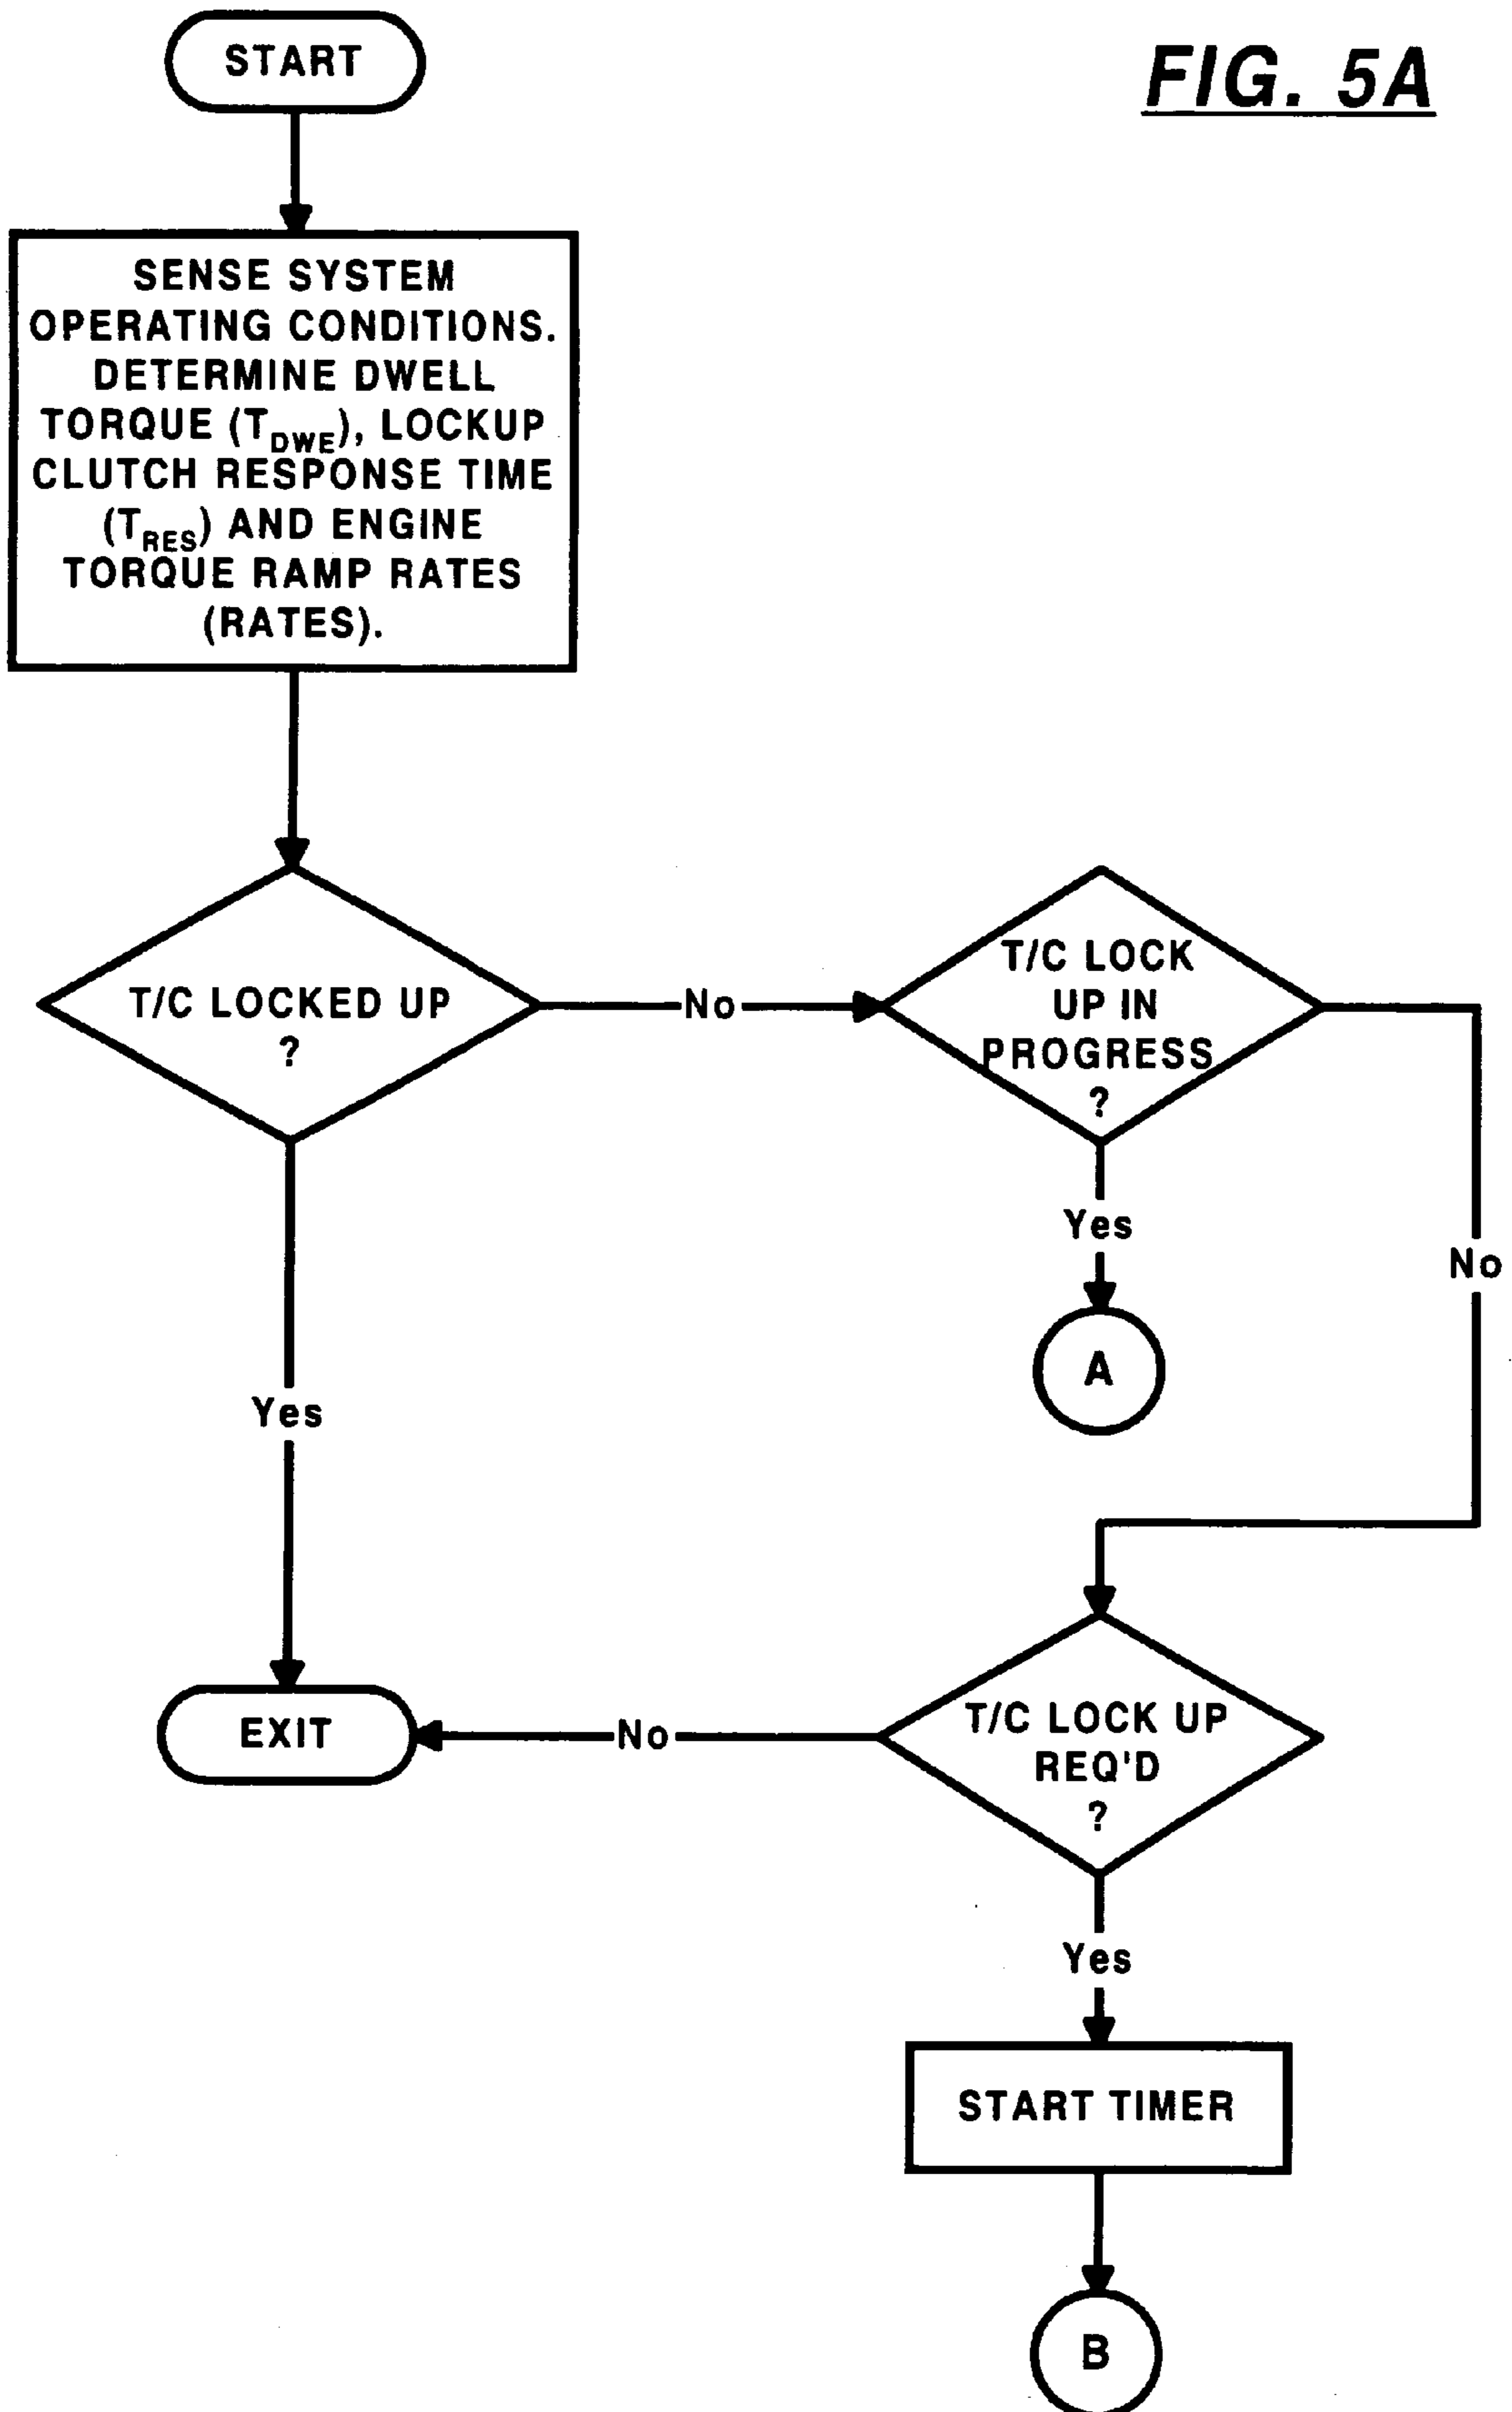 START
FIG. 5A
SENSE SYSTEM
OPERATING CONDITIONS.
DETERMINE DWELL
TORQUE (T_DWE), LOCKUP
CLUTCH RESPONSE TIME
(T_RES) AND ENGINE
TORQUE RAMP RATES
(RATES).
T/C LOCKED UP
?
No
T/C LOCK
UP IN
PROGRESS
?
Yes
No
A
Yes
EXIT
No
T/C LOCK UP
REQ'D
?
Yes
START TIMER
B